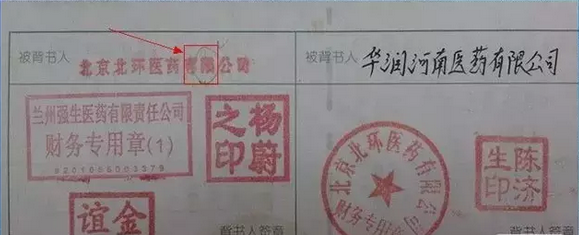 被背书人
北京北环医药有限公司
兰州强生医药有限责任公司
财务专用章(1)
6201050003379
杨蔚之印
金
谊
背书人签章
被背书人
华润河南医药有限公司
北京北环医药有限公司
财务专用章
陈济生印
背书人签章